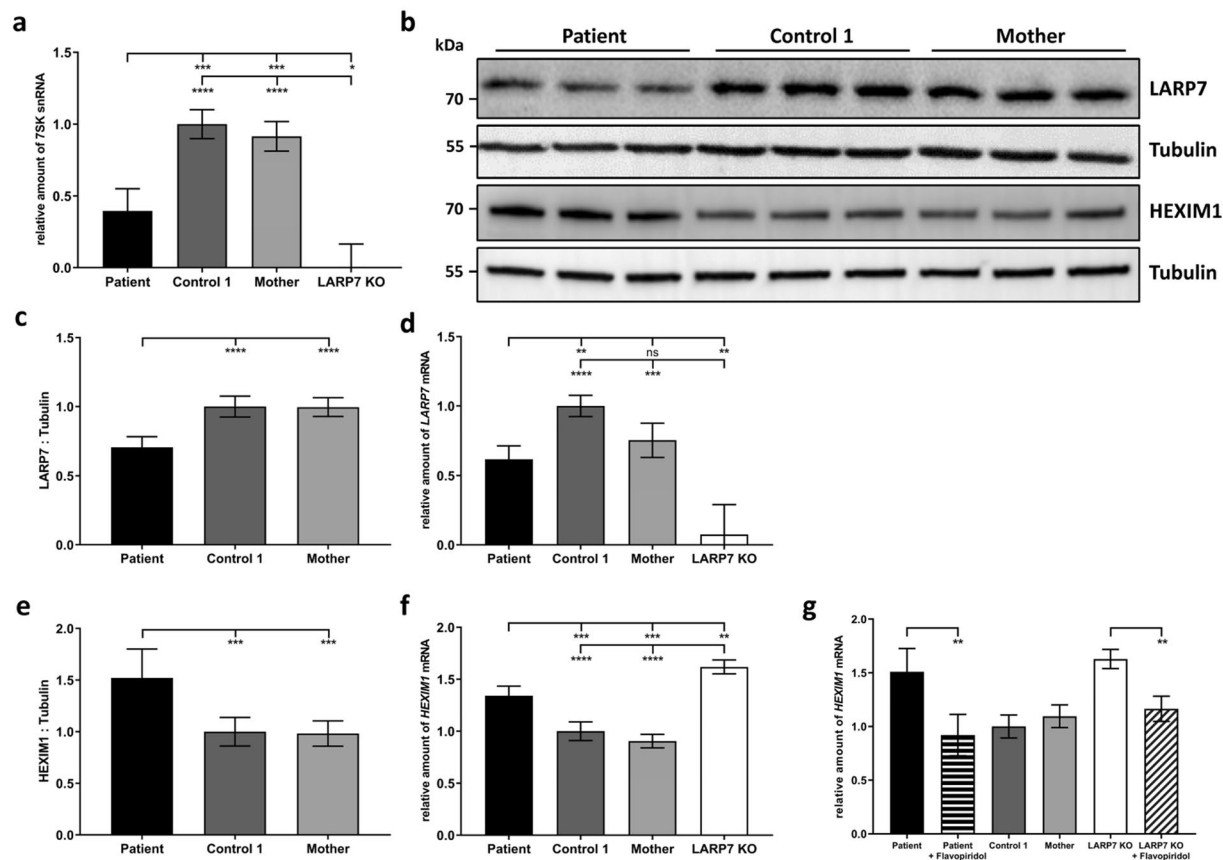 a
relative amount of 7SK snRNA
1.5
1.0
0.5
0.0
*** *** *
**** ****
Patient Control 1 Mother LARP7 KO
b
kDa Patient Control 1 Mother
70 LARP7
55 Tubulin
70 HEXIM1
55 Tubulin
c
LARP7 : Tubulin
1.5
1.0
0.5
0.0
**** ****
Patient Control 1 Mother
d
relative amount of LARP7 mRNA
1.5
1.0
0.5
0.0
** ns **
**** ***
Patient Control 1 Mother LARP7 KO
e
HEXIM1 : Tubulin
2.0
1.5
1.0
0.5
0.0
*** ***
Patient Control 1 Mother
f
relative amount of HEXIM1 mRNA
2.0
1.5
1.0
0.5
0.0
*** *** **
**** ****
Patient Control 1 Mother LARP7 KO
g
relative amount of HEXIM1 mRNA
2.0
1.5
1.0
0.5
0.0
** **
Patient Patient Control 1 Mother LARP7 KO LARP7 KO
+ Flavopiridol + Flavopiridol